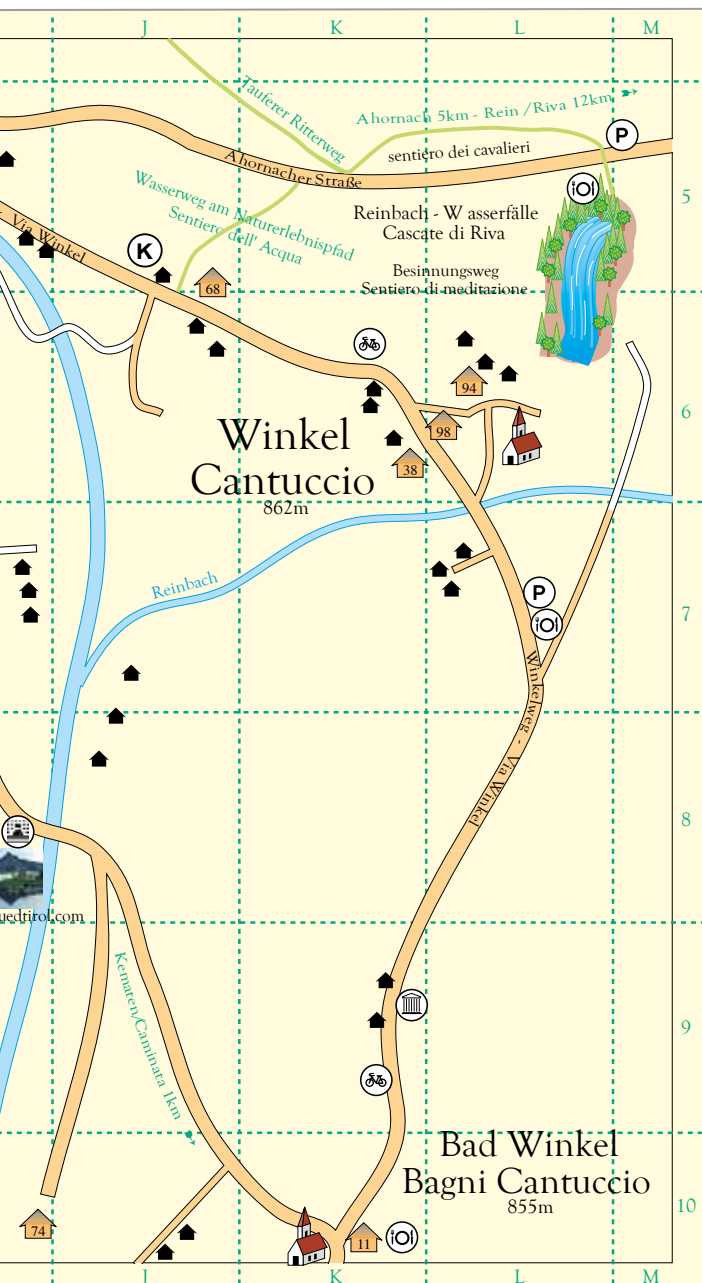 J K L M
Tauferer Ritterweg
Ahornach 5km - Rein /Riva 12km
P
Ahornacher Straße
sentiero dei cavalieri
5
Wasserweg am Naturerlebnispfad
Sentiero dell' Acqua
Reinbach - W asserfälle
Cascate di Riva
- Via Winkel
K
68
Besinnungsweg
Sentiero di meditazione
94
98
38
6
Winkel
Cantuccio
862m
Reinbach
P
7
Winkelweg - Via Winkel
8
uedtirol.com
Kematen/Caminata 1km
9
Bad Winkel
Bagni Cantuccio
855m
10
74
11
J K L M